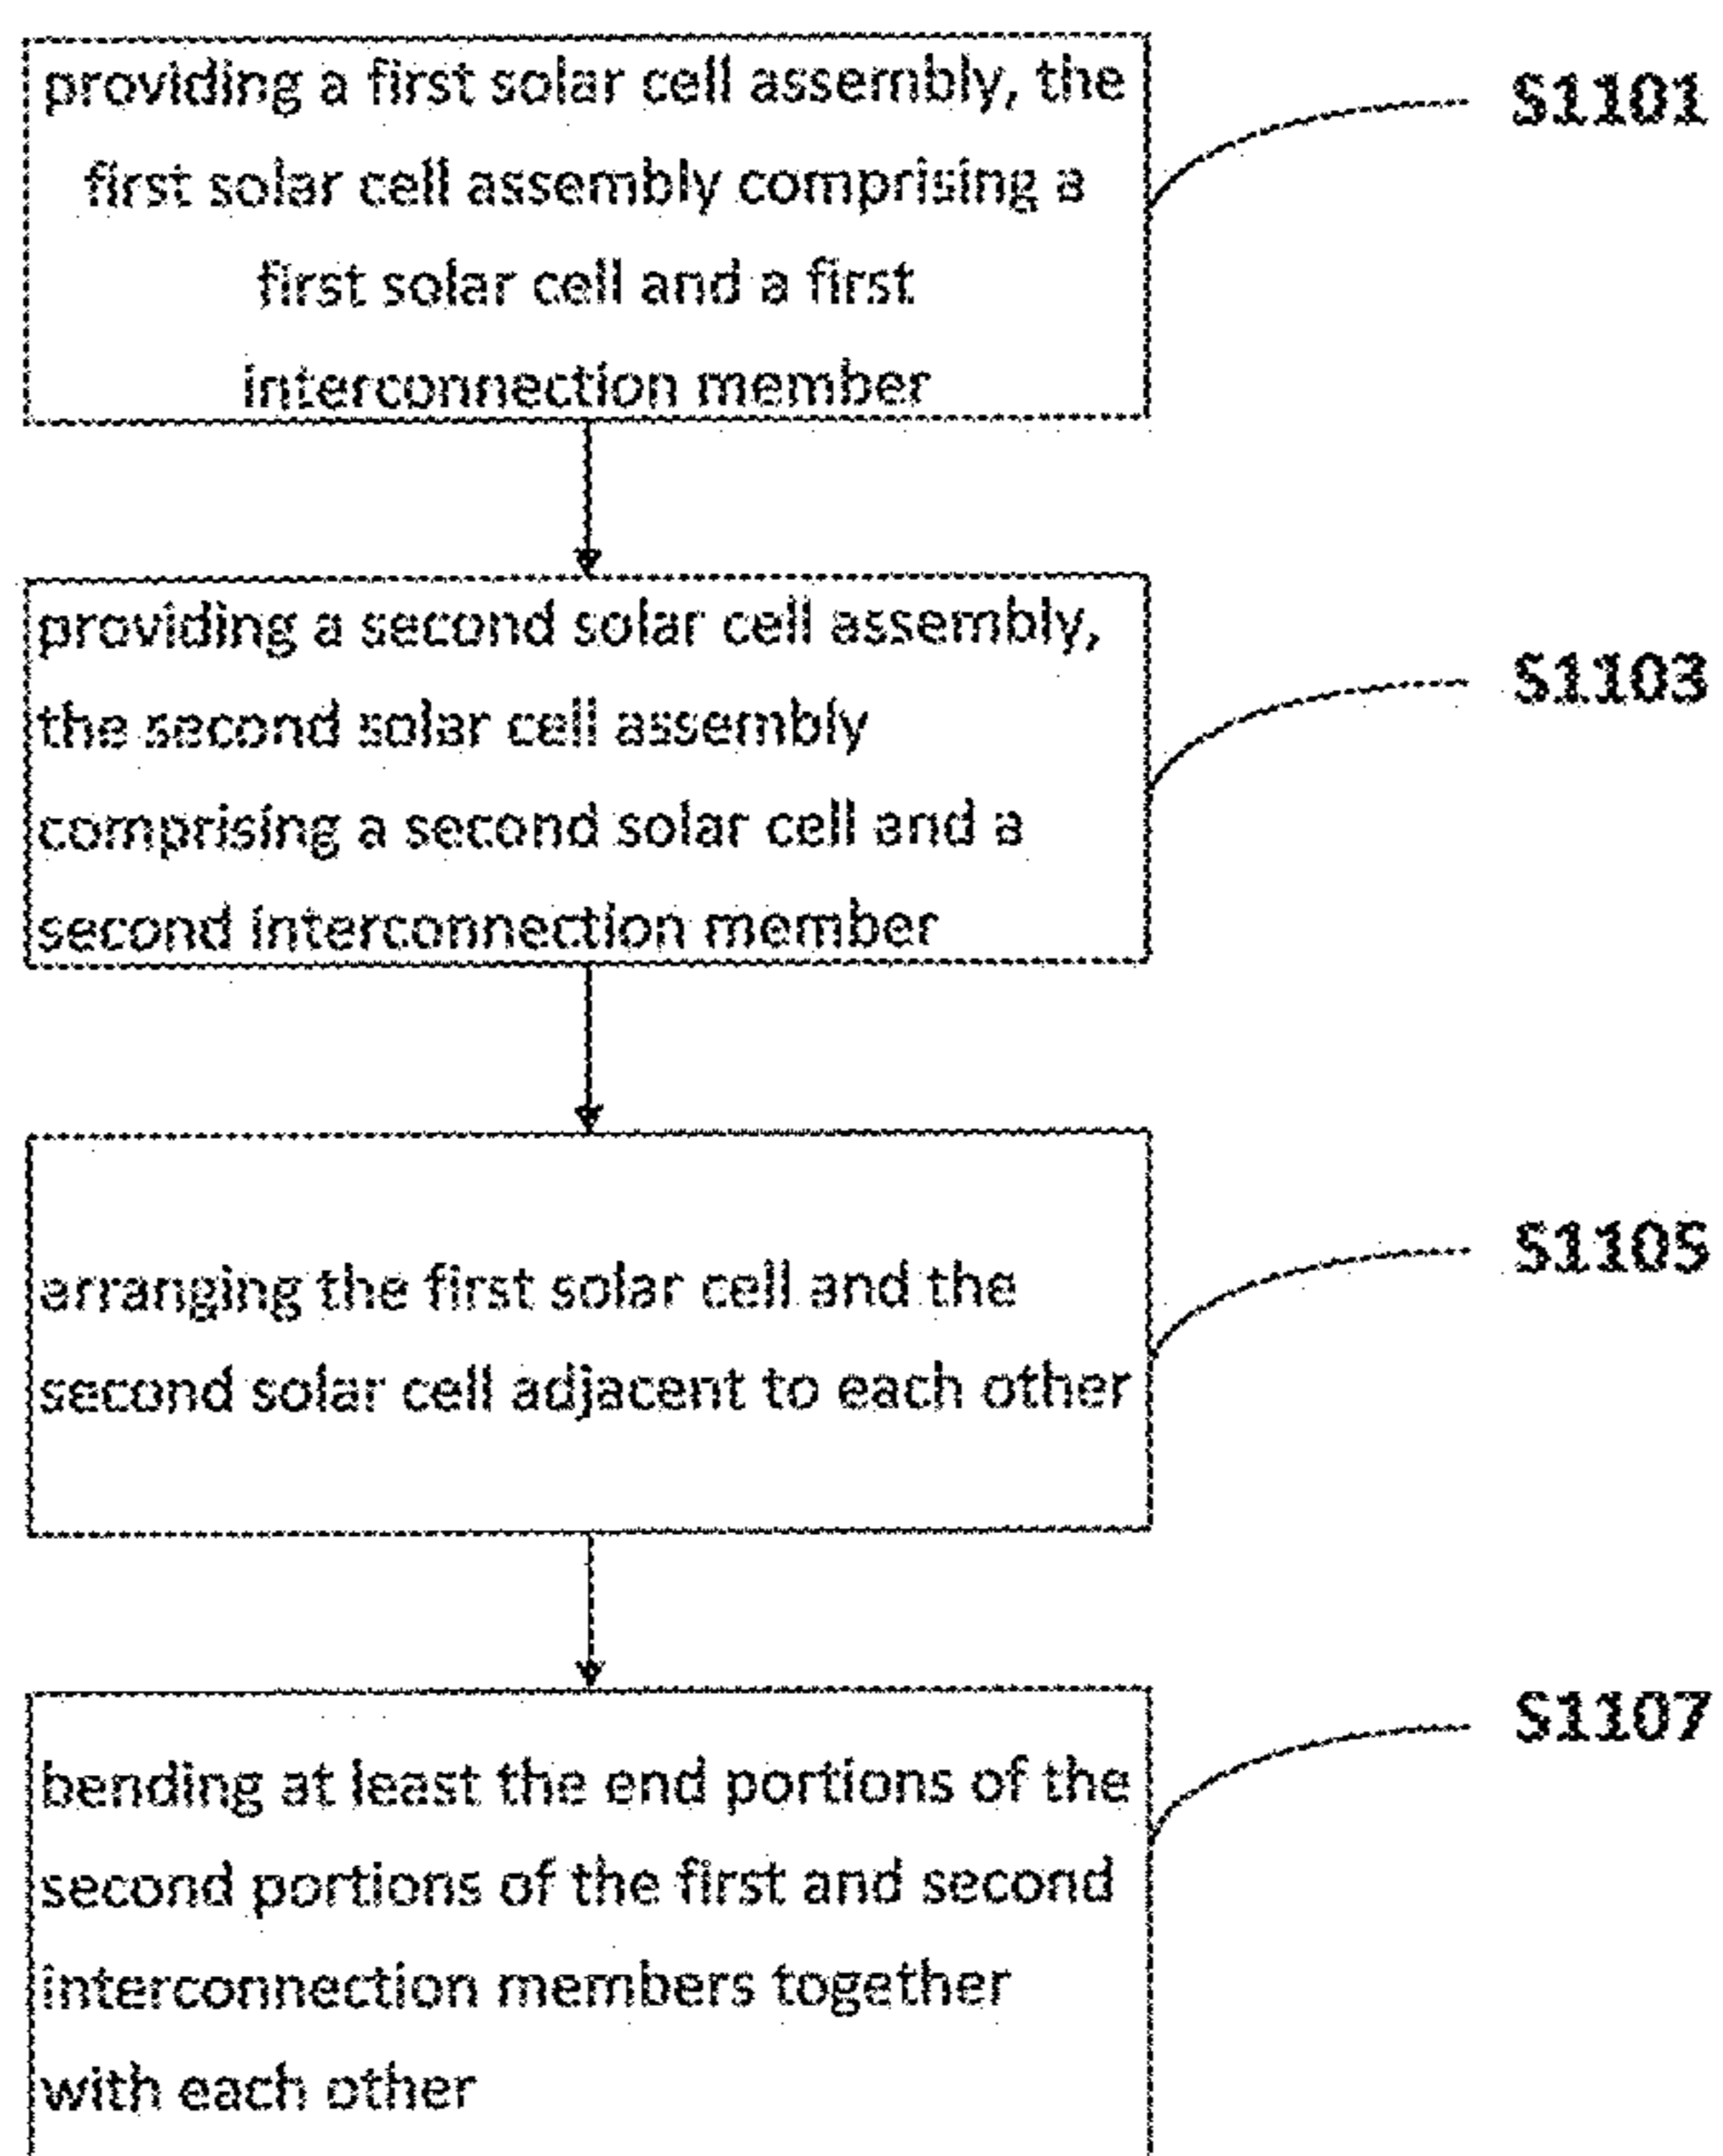 providing a first solar cell assembly, the
first solar cell assembly comprising a
first solar cell and a first
interconnection member
S1101
providing a second solar cell assembly,
the second solar cell assembly
comprising a second solar cell and a
second interconnection member
S1103
arranging the first solar cell and the
second solar cell adjacent to each other
S1105
bending at least the end portions of the
second portions of the first and second
interconnection members together
with each other
S1107